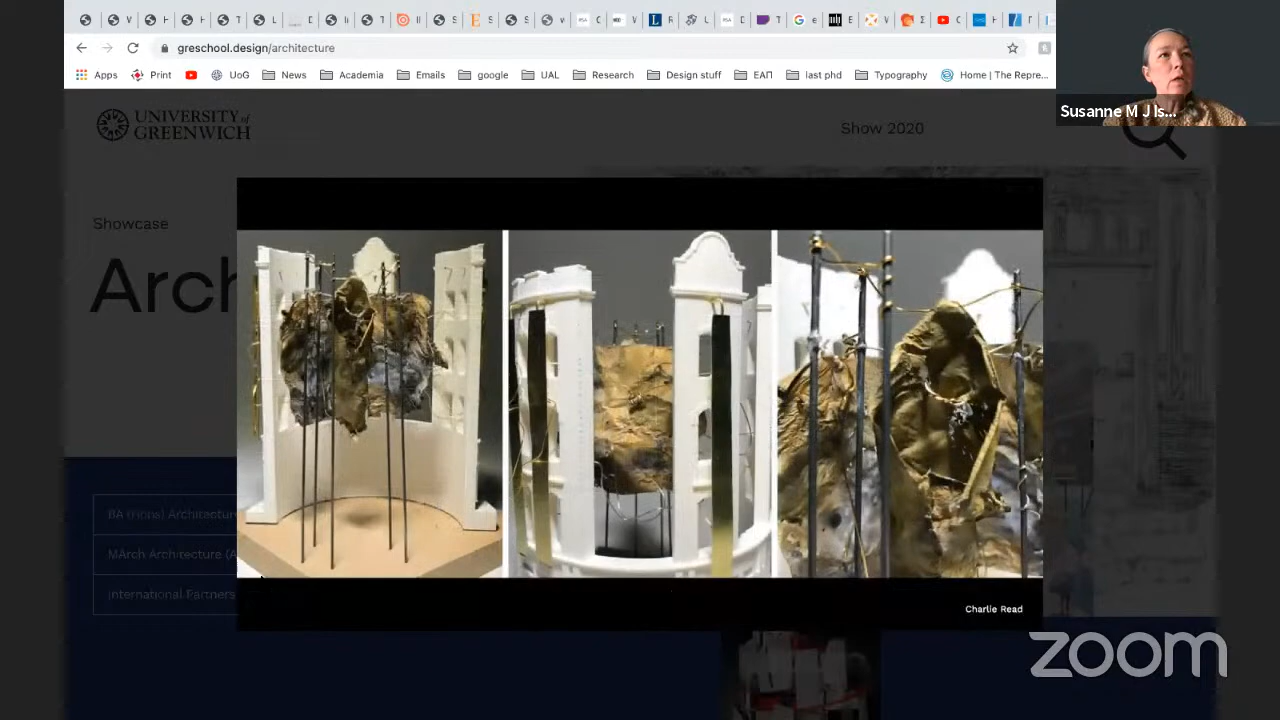 greschool.design/architecture
Apps Print UoG News Academia Emails google UAL Research Design stuff ΕΑΠ last phd Typography Home | The Repre...
Susanne M J Is...
UNIVERSITY of
GREENWICH
Show 2020
Showcase
Arch
BA (Hons) Architecture
MArch Architecture (A
International Partners
Charlie Read
zoom